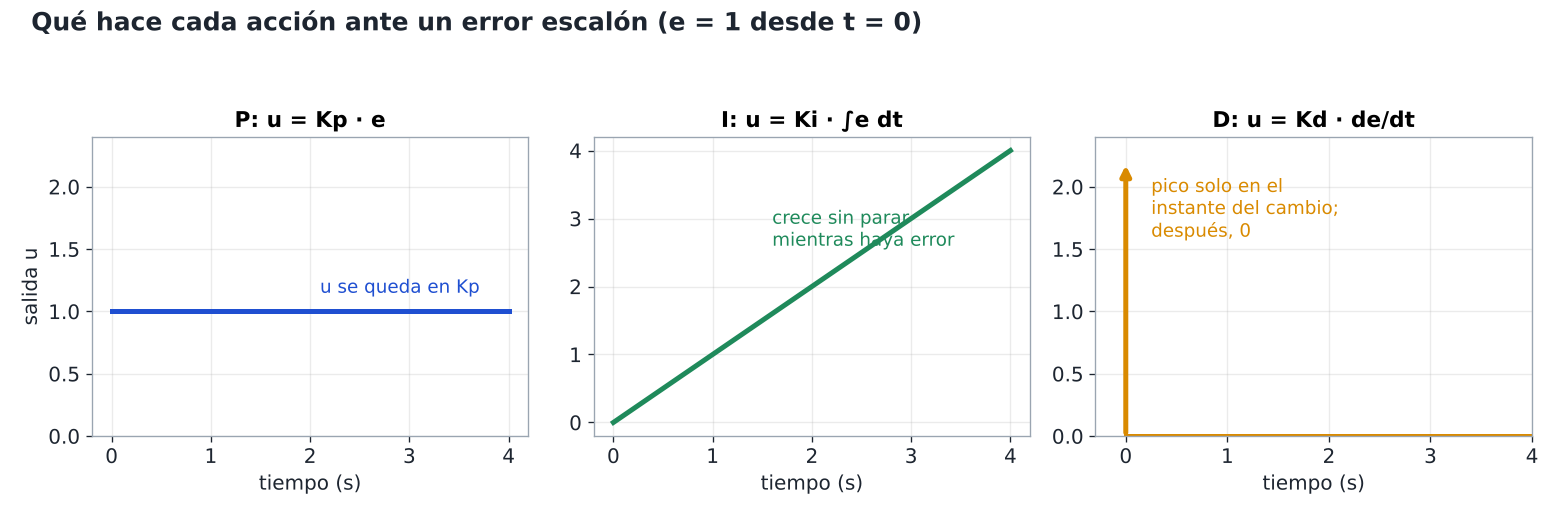 Qué hace cada acción ante un error escalón (e = 1 desde t = 0)
P: u = Kp · e
salida u
2.0
1.5
1.0
0.5
0.0
u se queda en Kp
0
1
2
3
4
tiempo (s)
I: u = Ki · ∫e dt
4
3
2
1
0
crece sin parar
mientras haya error
0
1
2
3
4
tiempo (s)
D: u = Kd · de/dt
2.0
1.5
1.0
0.5
0.0
pico solo en el
instante del cambio;
después, 0
0
1
2
3
4
tiempo (s)